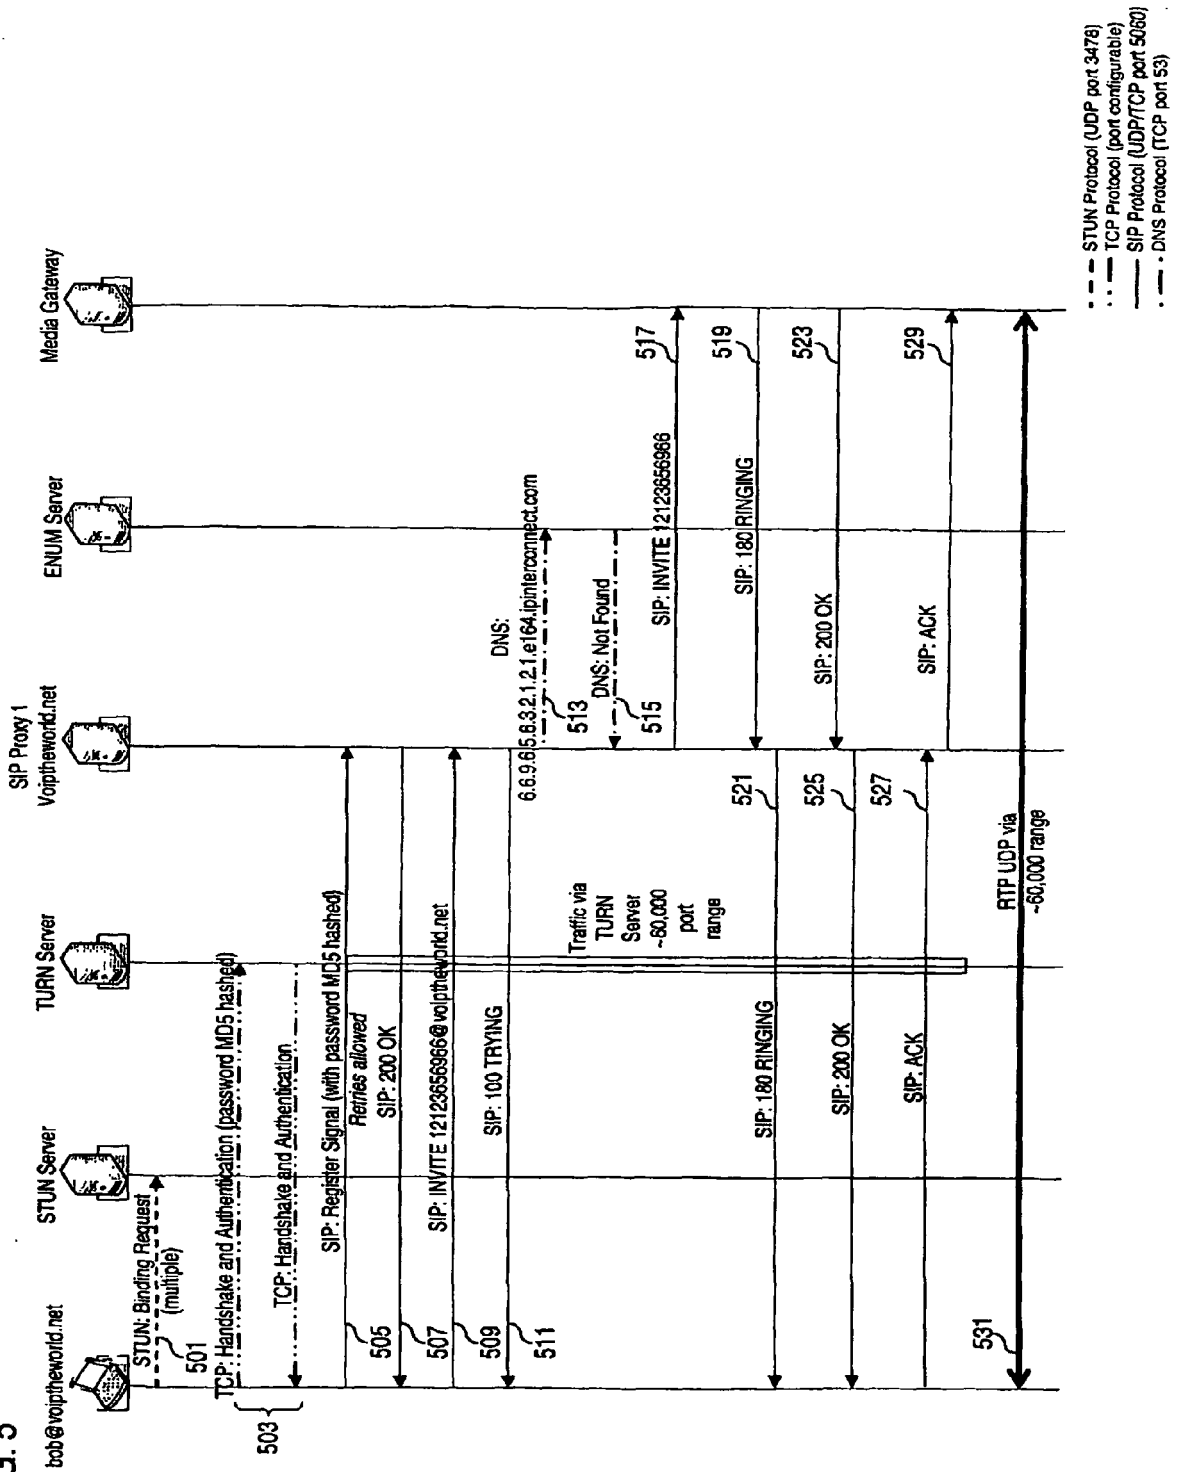 bob@voiptheworld.net
STUN Server
TURN Server
SIP Proxy 1
Voiptheworld.net
ENUM Server
Media Gateway
STUN: Binding Request
(multiple)
501
TCP: Handshake and Authentication (password MD5 hashed)
TCP: Handshake and Authentication
503
SIP: Register Signal (with password MD5 hashed)
Retries allowed
505
SIP: 200 OK
507
SIP: INVITE 12123656966@voiptheworld.net
509
SIP: 100 TRYING
511
DNS:
6.6.9.6.5.6.3.2.1.2.1.e164.ipinterconnect.com
513
DNS: Not Found
515
Traffic via
TURN
Server
~60,000
port
range
SIP: INVITE 12123656966
517
SIP: 180 RINGING
519
SIP: 180 RINGING
521
SIP: 200 OK
523
SIP: 200 OK
525
SIP: ACK
527
SIP: ACK
529
RTP UDP via
~60,000 range
531
STUN Protocol (UDP port 3478)
TCP Protocol (port configurable)
SIP Protocol (UDP/TCP port 5060)
DNS Protocol (TCP port 53)